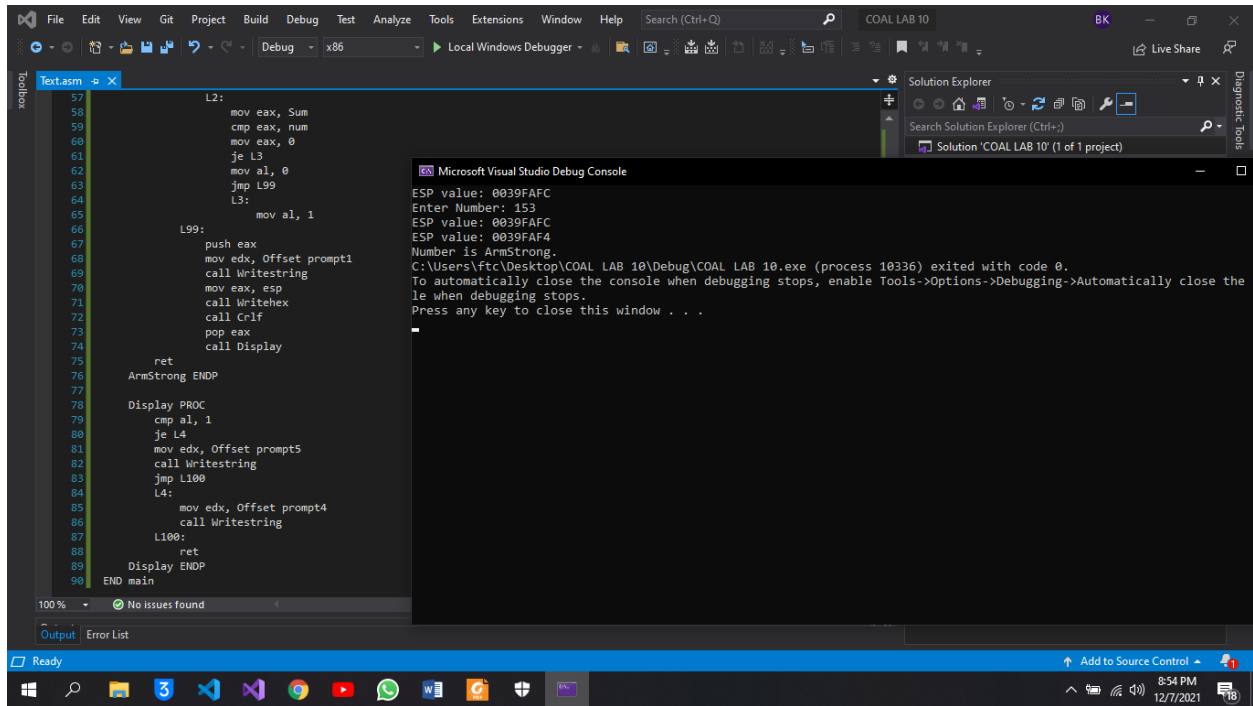 File Edit View Git Project Build Debug Test Analyze Tools Extensions Window Help Search (Ctrl+Q) COAL LAB 10 BK
Debug x86 Local Windows Debugger Live Share
Toolbox
Text.asm
57 L2:
58 mov eax, Sum
59 cmp eax, num
60 mov eax, 0
61 je L3
62 mov al, 0
63 jmp L99
64 L3:
65 mov al, 1
66 L99:
67 push eax
68 mov edx, Offset prompt1
69 call Writestring
70 mov eax, esp
71 call Writehex
72 call Crlf
73 pop eax
74 call Display
75 ret
76 ArmStrong ENDP
77
78 Display PROC
79 cmp al, 1
80 je L4
81 mov edx, Offset prompt5
82 call Writestring
83 jmp L100
84 L4:
85 mov edx, Offset prompt4
86 call Writestring
87 L100:
88 ret
89 Display ENDP
90 END main
100 % No issues found
Output Error List
Solution Explorer
Search Solution Explorer (Ctrl+;)
Solution 'COAL LAB 10' (1 of 1 project)
Diagnostic Tools
Microsoft Visual Studio Debug Console
ESP value: 0039FAFC
Enter Number: 153
ESP value: 0039FAFC
ESP value: 0039FAF4
Number is ArmStrong.
C:\Users\ftc\Desktop\COAL LAB 10\Debug\COAL LAB 10.exe (process 10336) exited with code 0.
To automatically close the console when debugging stops, enable Tools->Options->Debugging->Automatically close the
le when debugging stops.
Press any key to close this window . . .
Ready Add to Source Control 1
8:54 PM
12/7/2021
18